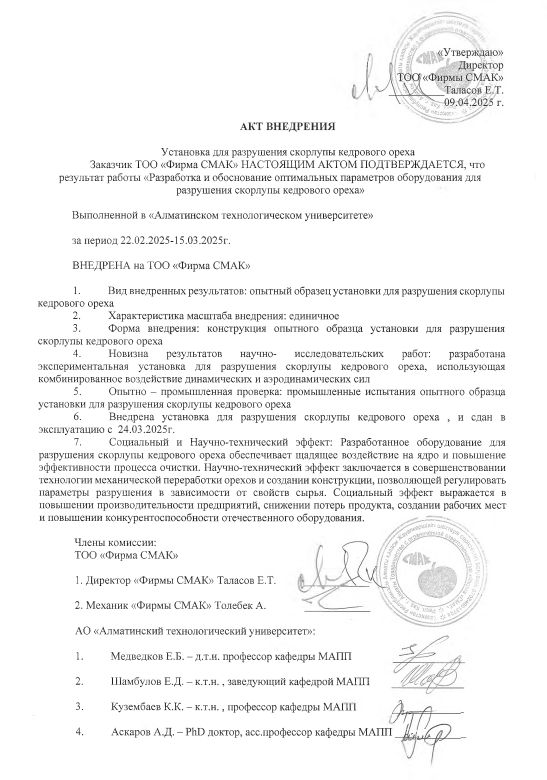 «Утверждаю»
Директор
ТОО «Фирмы СМАК»
Таласов Е.Т.
09.04.2025 г.
АКТ ВНЕДРЕНИЯ
Установка для разрушения скорлупы кедрового ореха
Заказчик ТОО «Фирма СМАК» НАСТОЯЩИМ АКТОМ ПОДТВЕРЖДАЕТСЯ, что
результат работы «Разработка и обоснование оптимальных параметров оборудования для
разрушения скорлупы кедрового ореха»
Выполненной в «Алматинском технологическом университете»
за период 22.02.2025-15.03.2025г.
ВНЕДРЕНА на ТОО «Фирма СМАК»
1. Вид внедренных результатов: опытный образец установки для разрушения скорлупы
кедрового ореха
2. Характеристика масштаба внедрения: единичное
3. Форма внедрения: конструкция опытного образца установки для разрушения
скорлупы кедрового ореха
4. Новизна результатов научно- исследовательских работ: разработана
экспериментальная установка для разрушения скорлупы кедрового ореха, использующая
комбинированное воздействие динамических и аэродинамических сил
5. Опытно – промышленная проверка: промышленные испытания опытного образца
установки для разрушения скорлупы кедрового ореха
6. Внедрена установка для разрушения скорлупы кедрового ореха , и сдан в
эксплуатацию с 24.03.2025г.
7. Социальный и Научно-технический эффект: Разработанное оборудование для
разрушения скорлупы кедрового ореха обеспечивает щадящее воздействие на ядро и повышение
эффективности процесса очистки. Научно-технический эффект заключается в совершенствовании
технологии механической переработки орехов и создании конструкции, позволяющей регулировать
параметры разрушения в зависимости от свойств сырья. Социальный эффект выражается в
повышении производительности предприятий, снижении потерь продукта, создании рабочих мест
и повышении конкурентоспособности отечественного оборудования.
Члены комиссии:
ТОО «Фирма СМАК»
1. Директор «Фирмы СМАК» Таласов Е.Т.
СМАК
2. Механик «Фирмы СМАК» Толебек А.
АО «Алматинский технологический университет»:
1. Медведков Е.Б. – д.т.н. профессор кафедры МАПП
2. Шамбулов Е.Д. – к.т.н. , заведующий кафедрой МАПП
3. Кузембаев К.К. – к.т.н. , профессор кафедры МАПП
4. Аскаров А.Д. – PhD доктор, асс.профессор кафедры МАПП